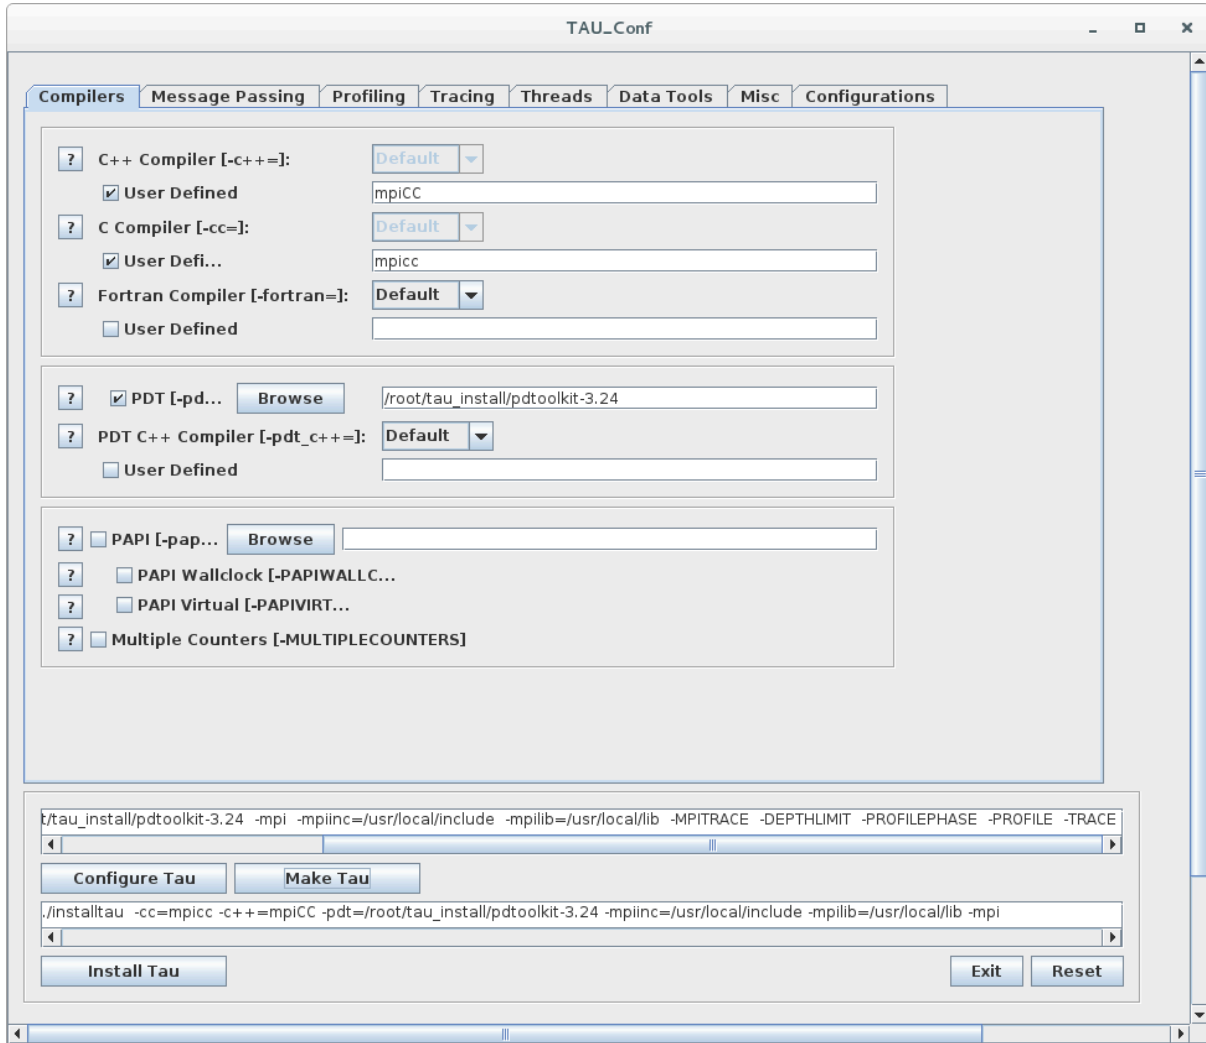 TAU_Conf
Compilers Message Passing Profiling Tracing Threads Data Tools Misc Configurations
? C++ Compiler [-c++=]: Default
User Defined mpiCC
? C Compiler [-cc=]: Default
User Defi... mpicc
? Fortran Compiler [-fortran=]: Default
User Defined
? PDT [-pd... Browse /root/tau_install/pdtoolkit-3.24
? PDT C++ Compiler [-pdt_c++=]: Default
User Defined
? PAPI [-pap... Browse
? PAPI Wallclock [-PAPIWALLC...
? PAPI Virtual [-PAPIVIRT...
? Multiple Counters [-MULTIPLECOUNTERS]
t/tau_install/pdtoolkit-3.24 -mpi -mpiinc=/usr/local/include -mpilib=/usr/local/lib -MPITRACE -DEPTHLIMIT -PROFILEPHASE -PROFILE -TRACE
Configure Tau Make Tau
./installtau -cc=mpicc -c++=mpiCC -pdt=/root/tau_install/pdtoolkit-3.24 -mpiinc=/usr/local/include -mpilib=/usr/local/lib -mpi
Install Tau Exit Reset